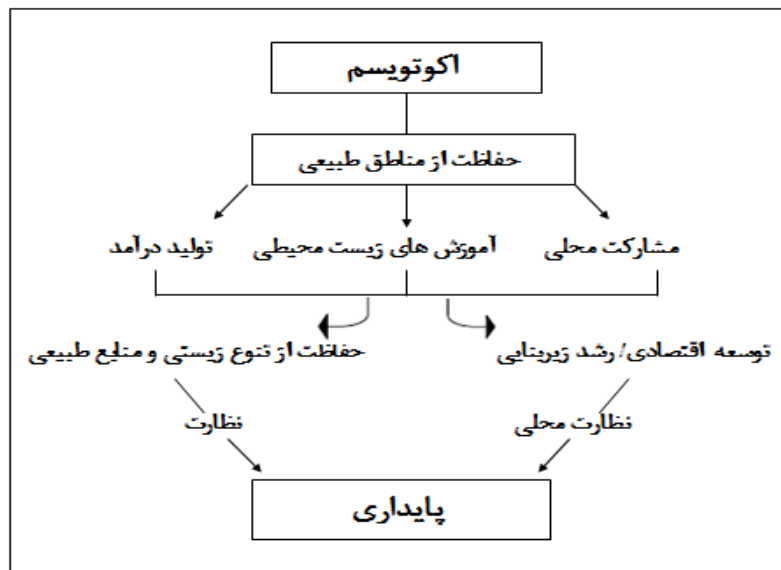 اکوتویسم
حفاظت از مناطق طبیعی
مشارکت محلی
آموزش های زیست محیطی
تولید درآمد
توسعه اقتصادی/ رشد زیربنایی
حفاظت از تنوع زیستی و منابع طبیعی
نظارت محلی
نظارت
پایداری